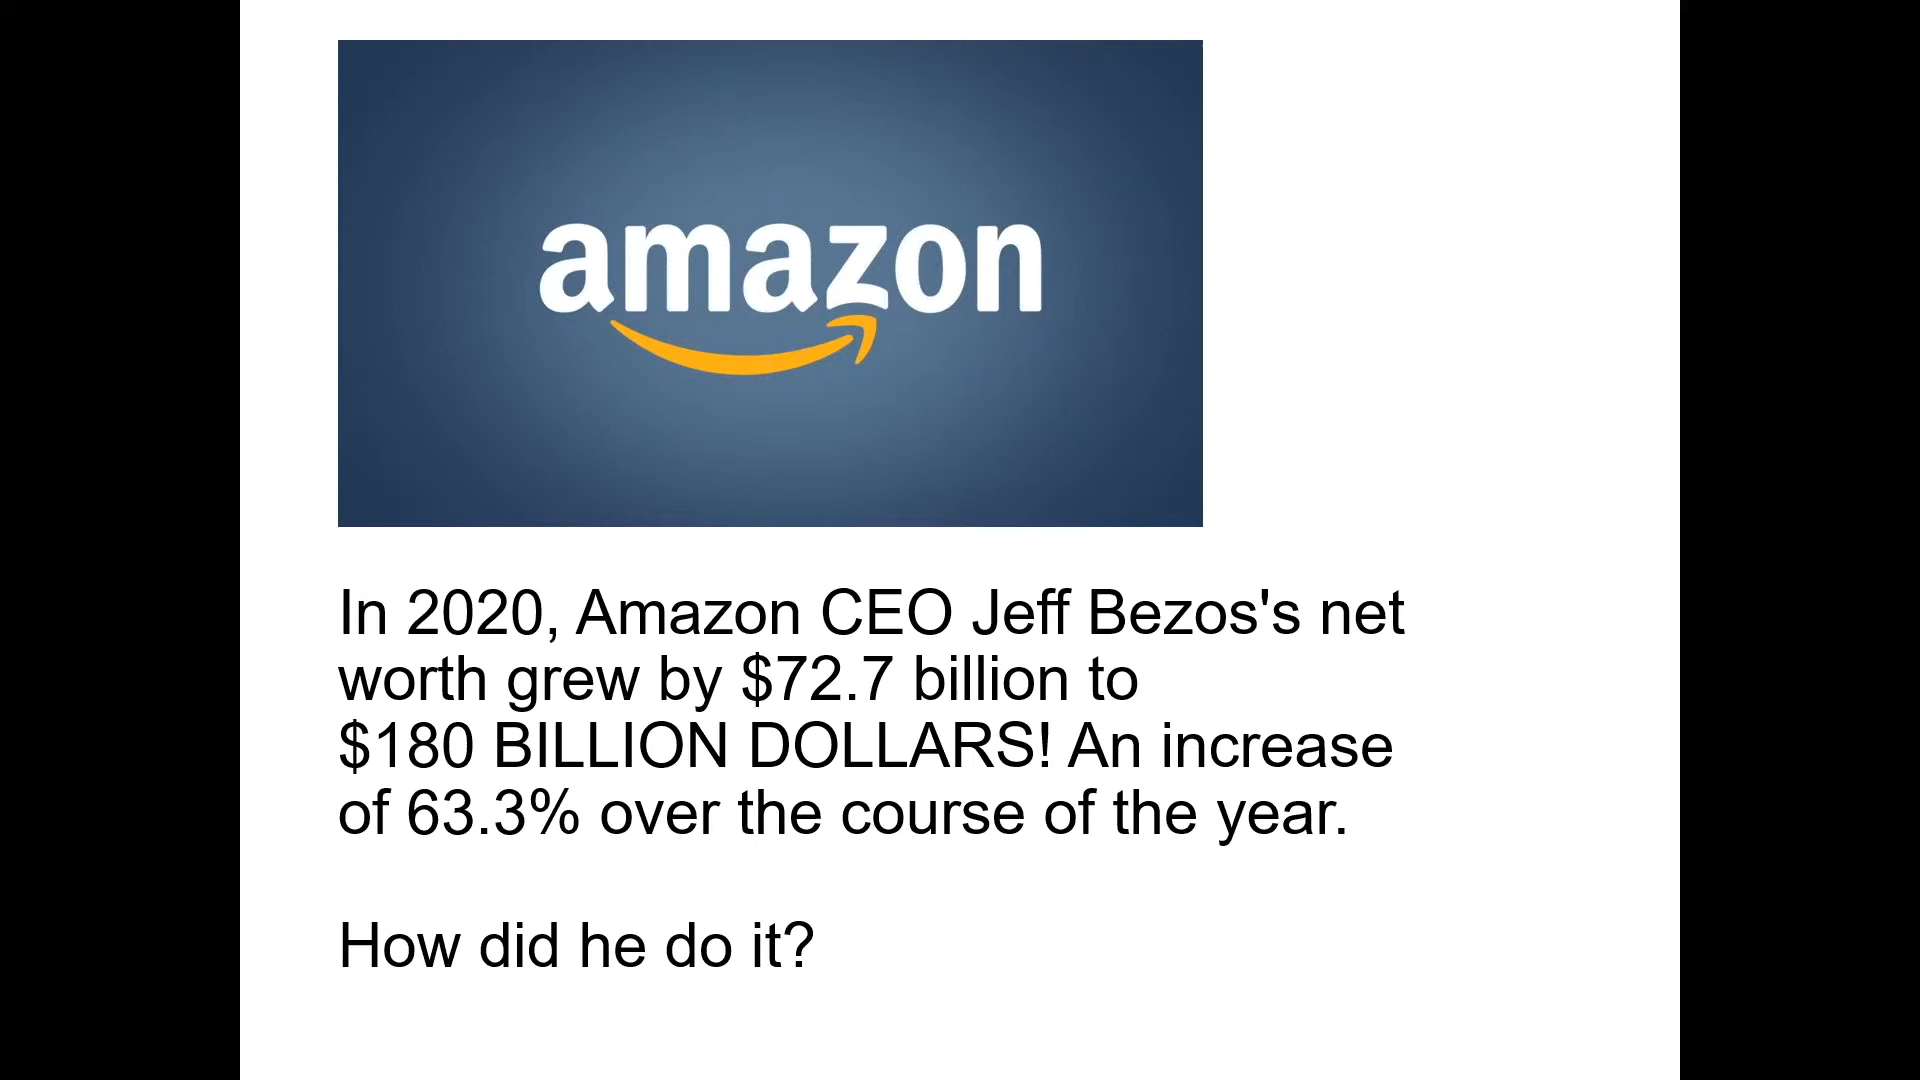 amazon
In 2020, Amazon CEO Jeff Bezos's net
worth grew by $72.7 billion to
$180 BILLION DOLLARS! An increase
of 63.3% over the course of the year.
How did he do it?